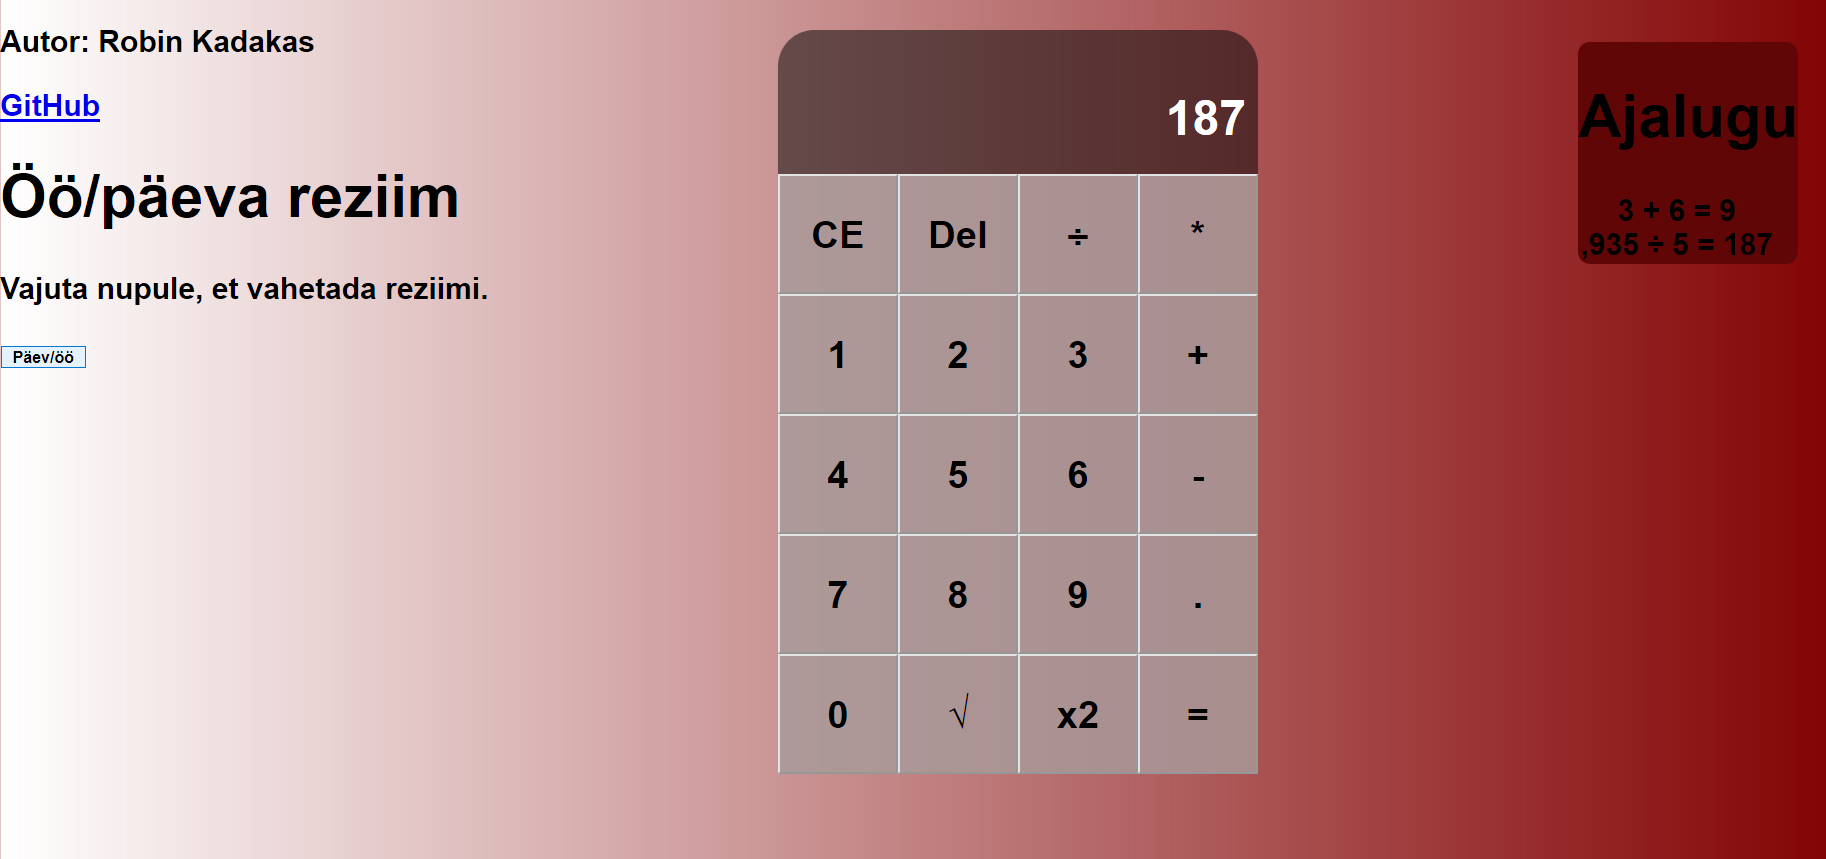 Autor: Robin Kadakas
GitHub
Öö/päeva reziim
Vajuta nupule, et vahetada reziimi.
Päev/öö
187
CE Del ÷ *
1 2 3 +
4 5 6 -
7 8 9 .
0 √ x2 =
Ajalugu
3 + 6 = 9
,935 ÷ 5 = 187